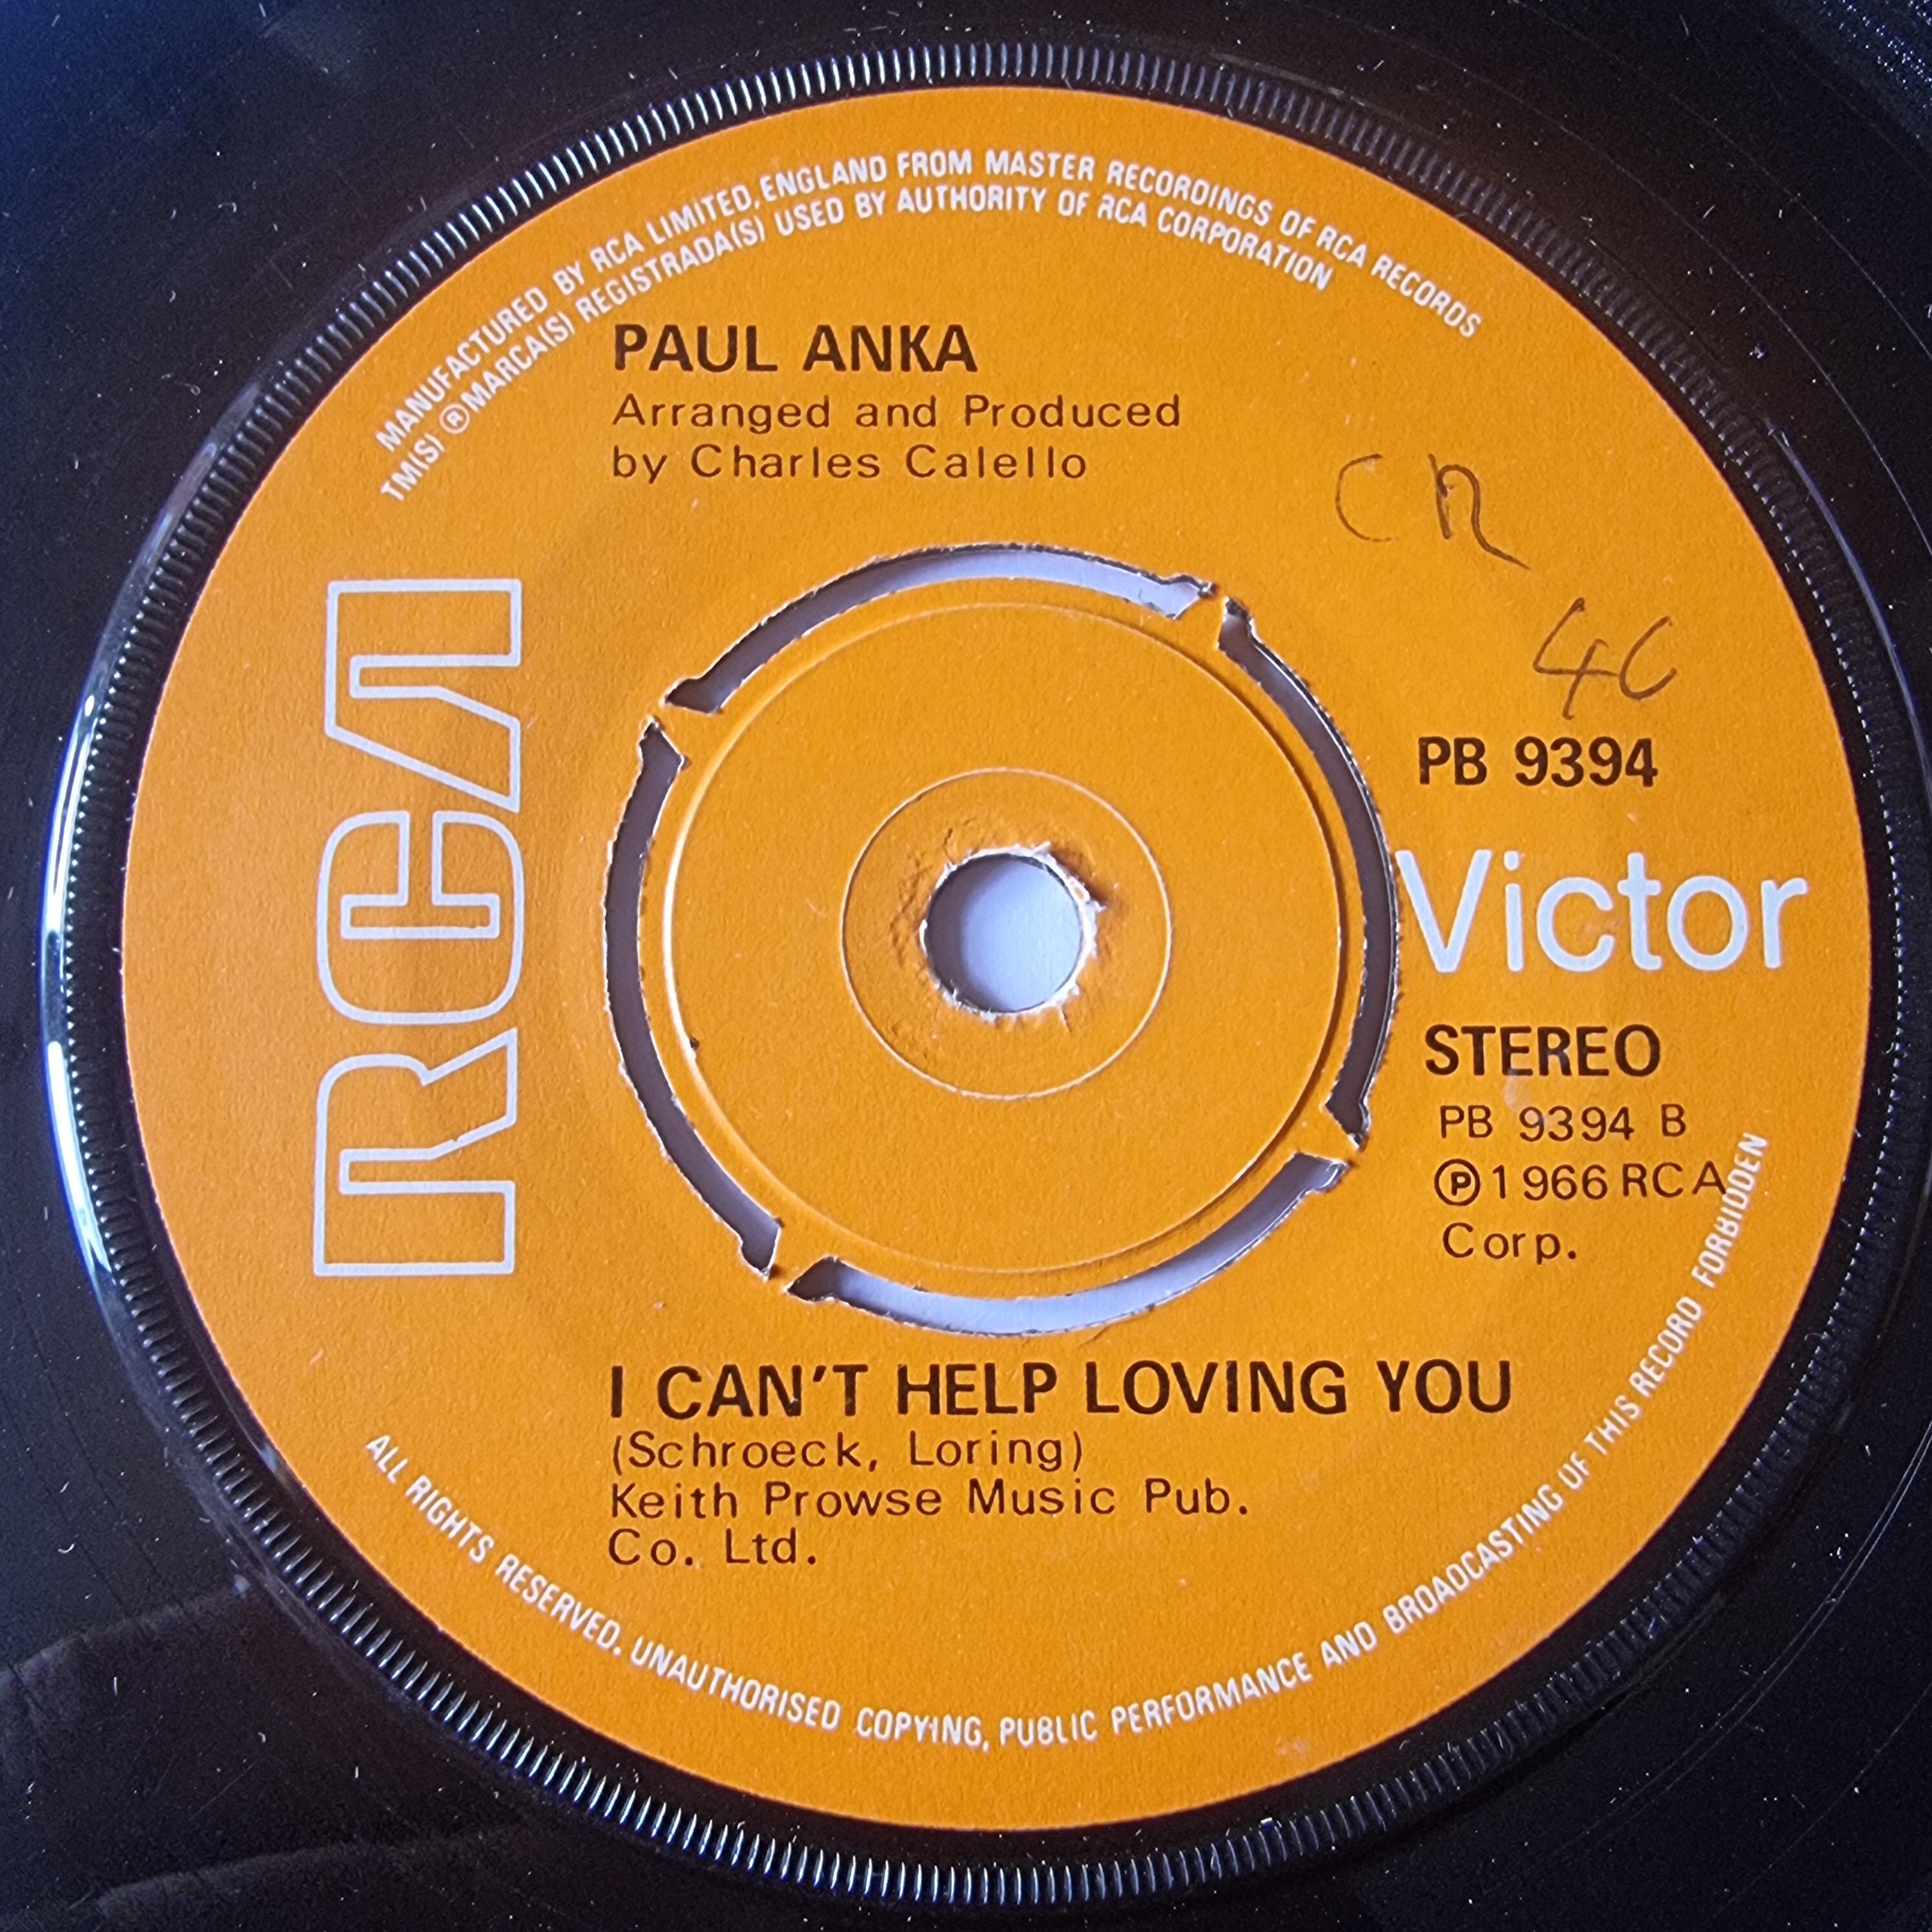 MANUFACTURED BY RCA LIMITED, ENGLAND FROM MASTER RECORDINGS OF RCA RECORDS
TM(S) ® MARCA(S) REGISTRADA(S) USED BY AUTHORITY OF RCA CORPORATION
PAUL ANKA
Arranged and Produced
by Charles Calello
CR
RCA
PB 9394
Victor
STEREO
PB 9394 B
℗1966 RCA
Corp.
I CAN'T HELP LOVING YOU
(Schroeck, Loring)
Keith Prowse Music Pub.
Co. Ltd.
ALL RIGHTS RESERVED. UNAUTHORISED COPYING, PUBLIC PERFORMANCE AND BROADCASTING OF THIS RECORD FORBIDDEN